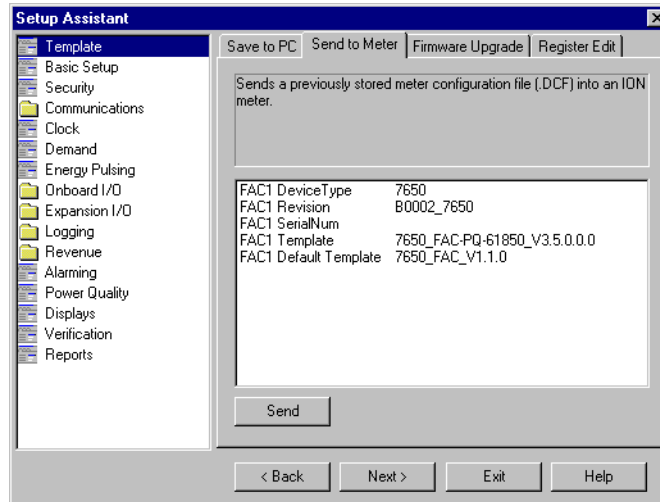 Setup Assistant
Template
Basic Setup
Security
Communications
Clock
Demand
Energy Pulsing
Onboard I/O
Expansion I/O
Logging
Revenue
Alarming
Power Quality
Displays
Verification
Reports
Save to PC Send to Meter Firmware Upgrade Register Edit
Sends a previously stored meter configuration file (.DCF) into an ION
meter.
FAC1 DeviceType 7650
FAC1 Revision B0002_7650
FAC1 SerialNum
FAC1 Template 7650_FAC-PQ-61850_V3.5.0.0.0
FAC1 Default Template 7650_FAC_V1.1.0
Send
< Back Next > Exit Help